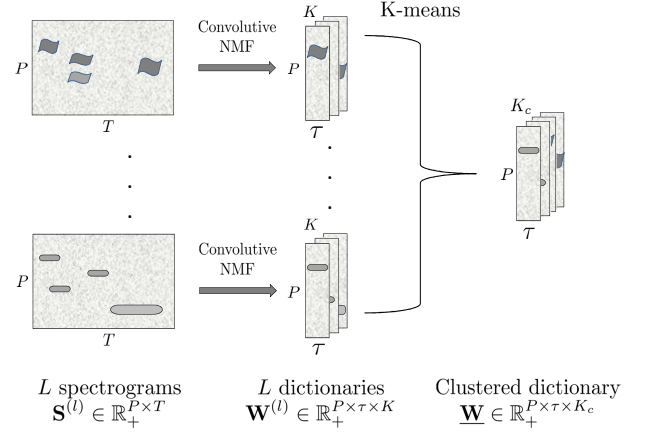 K-means
K
Convolutive
NMF
P
P
T
τ
K_c
P
τ
K
Convolutive
NMF
P
P
T
τ
L spectrograms
S^{(l)} ∈ ℝ_+^{P×T}
L dictionaries
W^{(l)} ∈ ℝ_+^{P×τ×K}
Clustered dictionary
W ∈ ℝ_+^{P×τ×K_c}